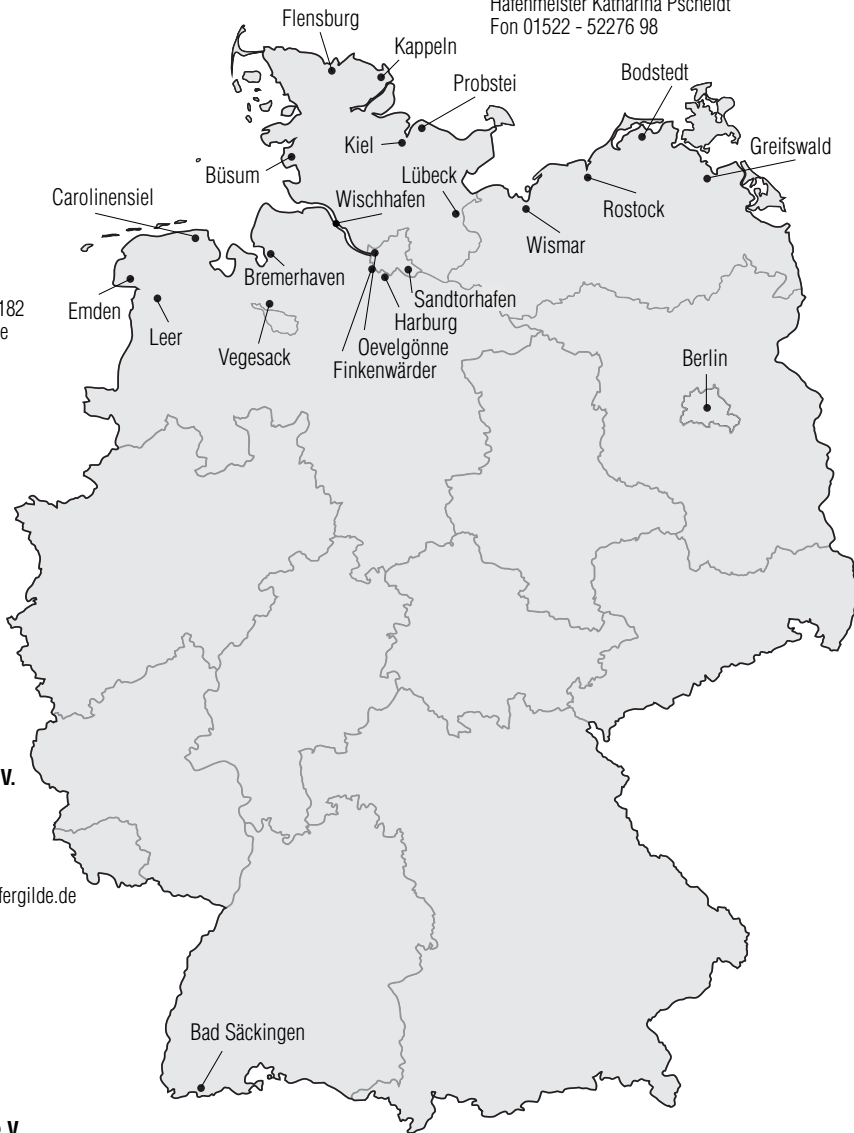 Hafenmeister Katharina Pscheidt
Fon 01522 - 52276 98
Flensburg
Kappeln
Probstei
Bodstedt
Kiel
Greifswald
Büsum
Lübeck
Carolinensiel
Wischhafen
Rostock
Wismar
Bremerhaven
182
Emden
Sandtorhafen
e
Leer
Harburg
Vegesack
Oevelgönne
Finkenwärder
Berlin
V.
fergilde.de
Bad Säckingen
V.